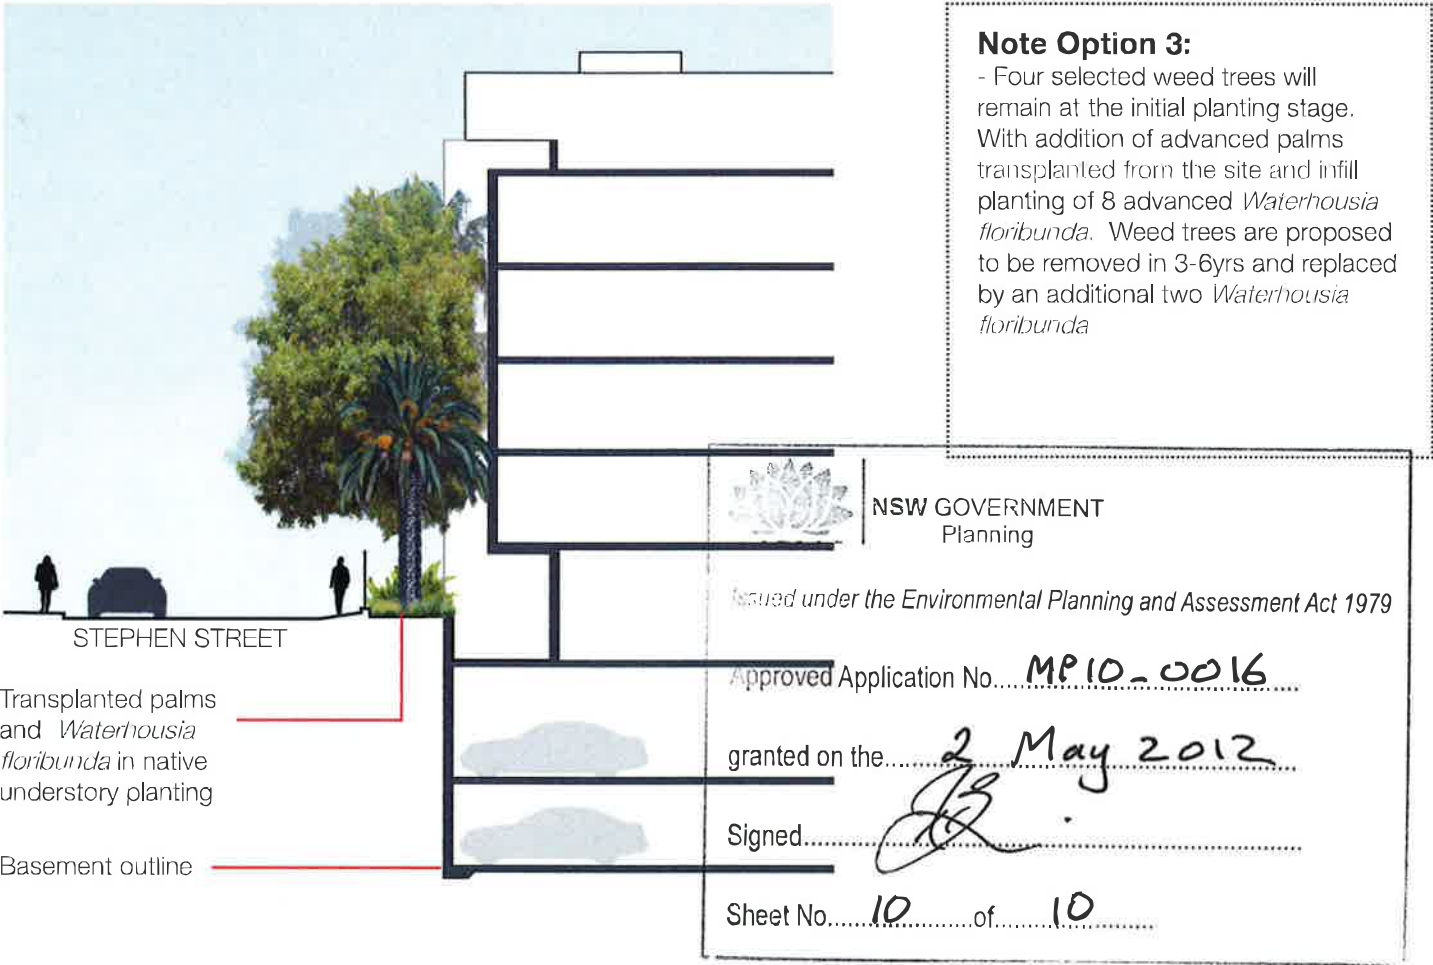 Note Option 3:
- Four selected weed trees will
remain at the initial planting stage.
With addition of advanced palms
transplanted from the site and infill
planting of 8 advanced Waterhousia
floribunda. Weed trees are proposed
to be removed in 3-6yrs and replaced
by an additional two Waterhousia
floribunda
STEPHEN STREET
Transplanted palms
and Waterhousia
floribunda in native
understory planting
Basement outline
NSW GOVERNMENT
Planning
Issued under the Environmental Planning and Assessment Act 1979
Approved Application No.... MP10-0016
granted on the.... 2 May 2012
Signed....
Sheet No.... 10 ....of.... 10